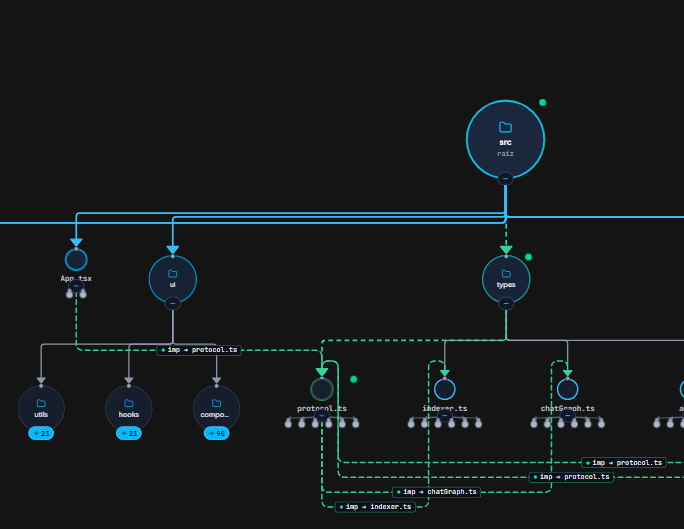 src
raíz
App.tsx
ui
types
imp → protocol.ts
utils
hooks
compo…
+ 23
+ 23
+ 90
protocol.ts
indexer.ts
chatGraph.ts
a
imp → protocol.ts
imp → protocol.ts
imp → chatGraph.ts
imp → indexer.ts